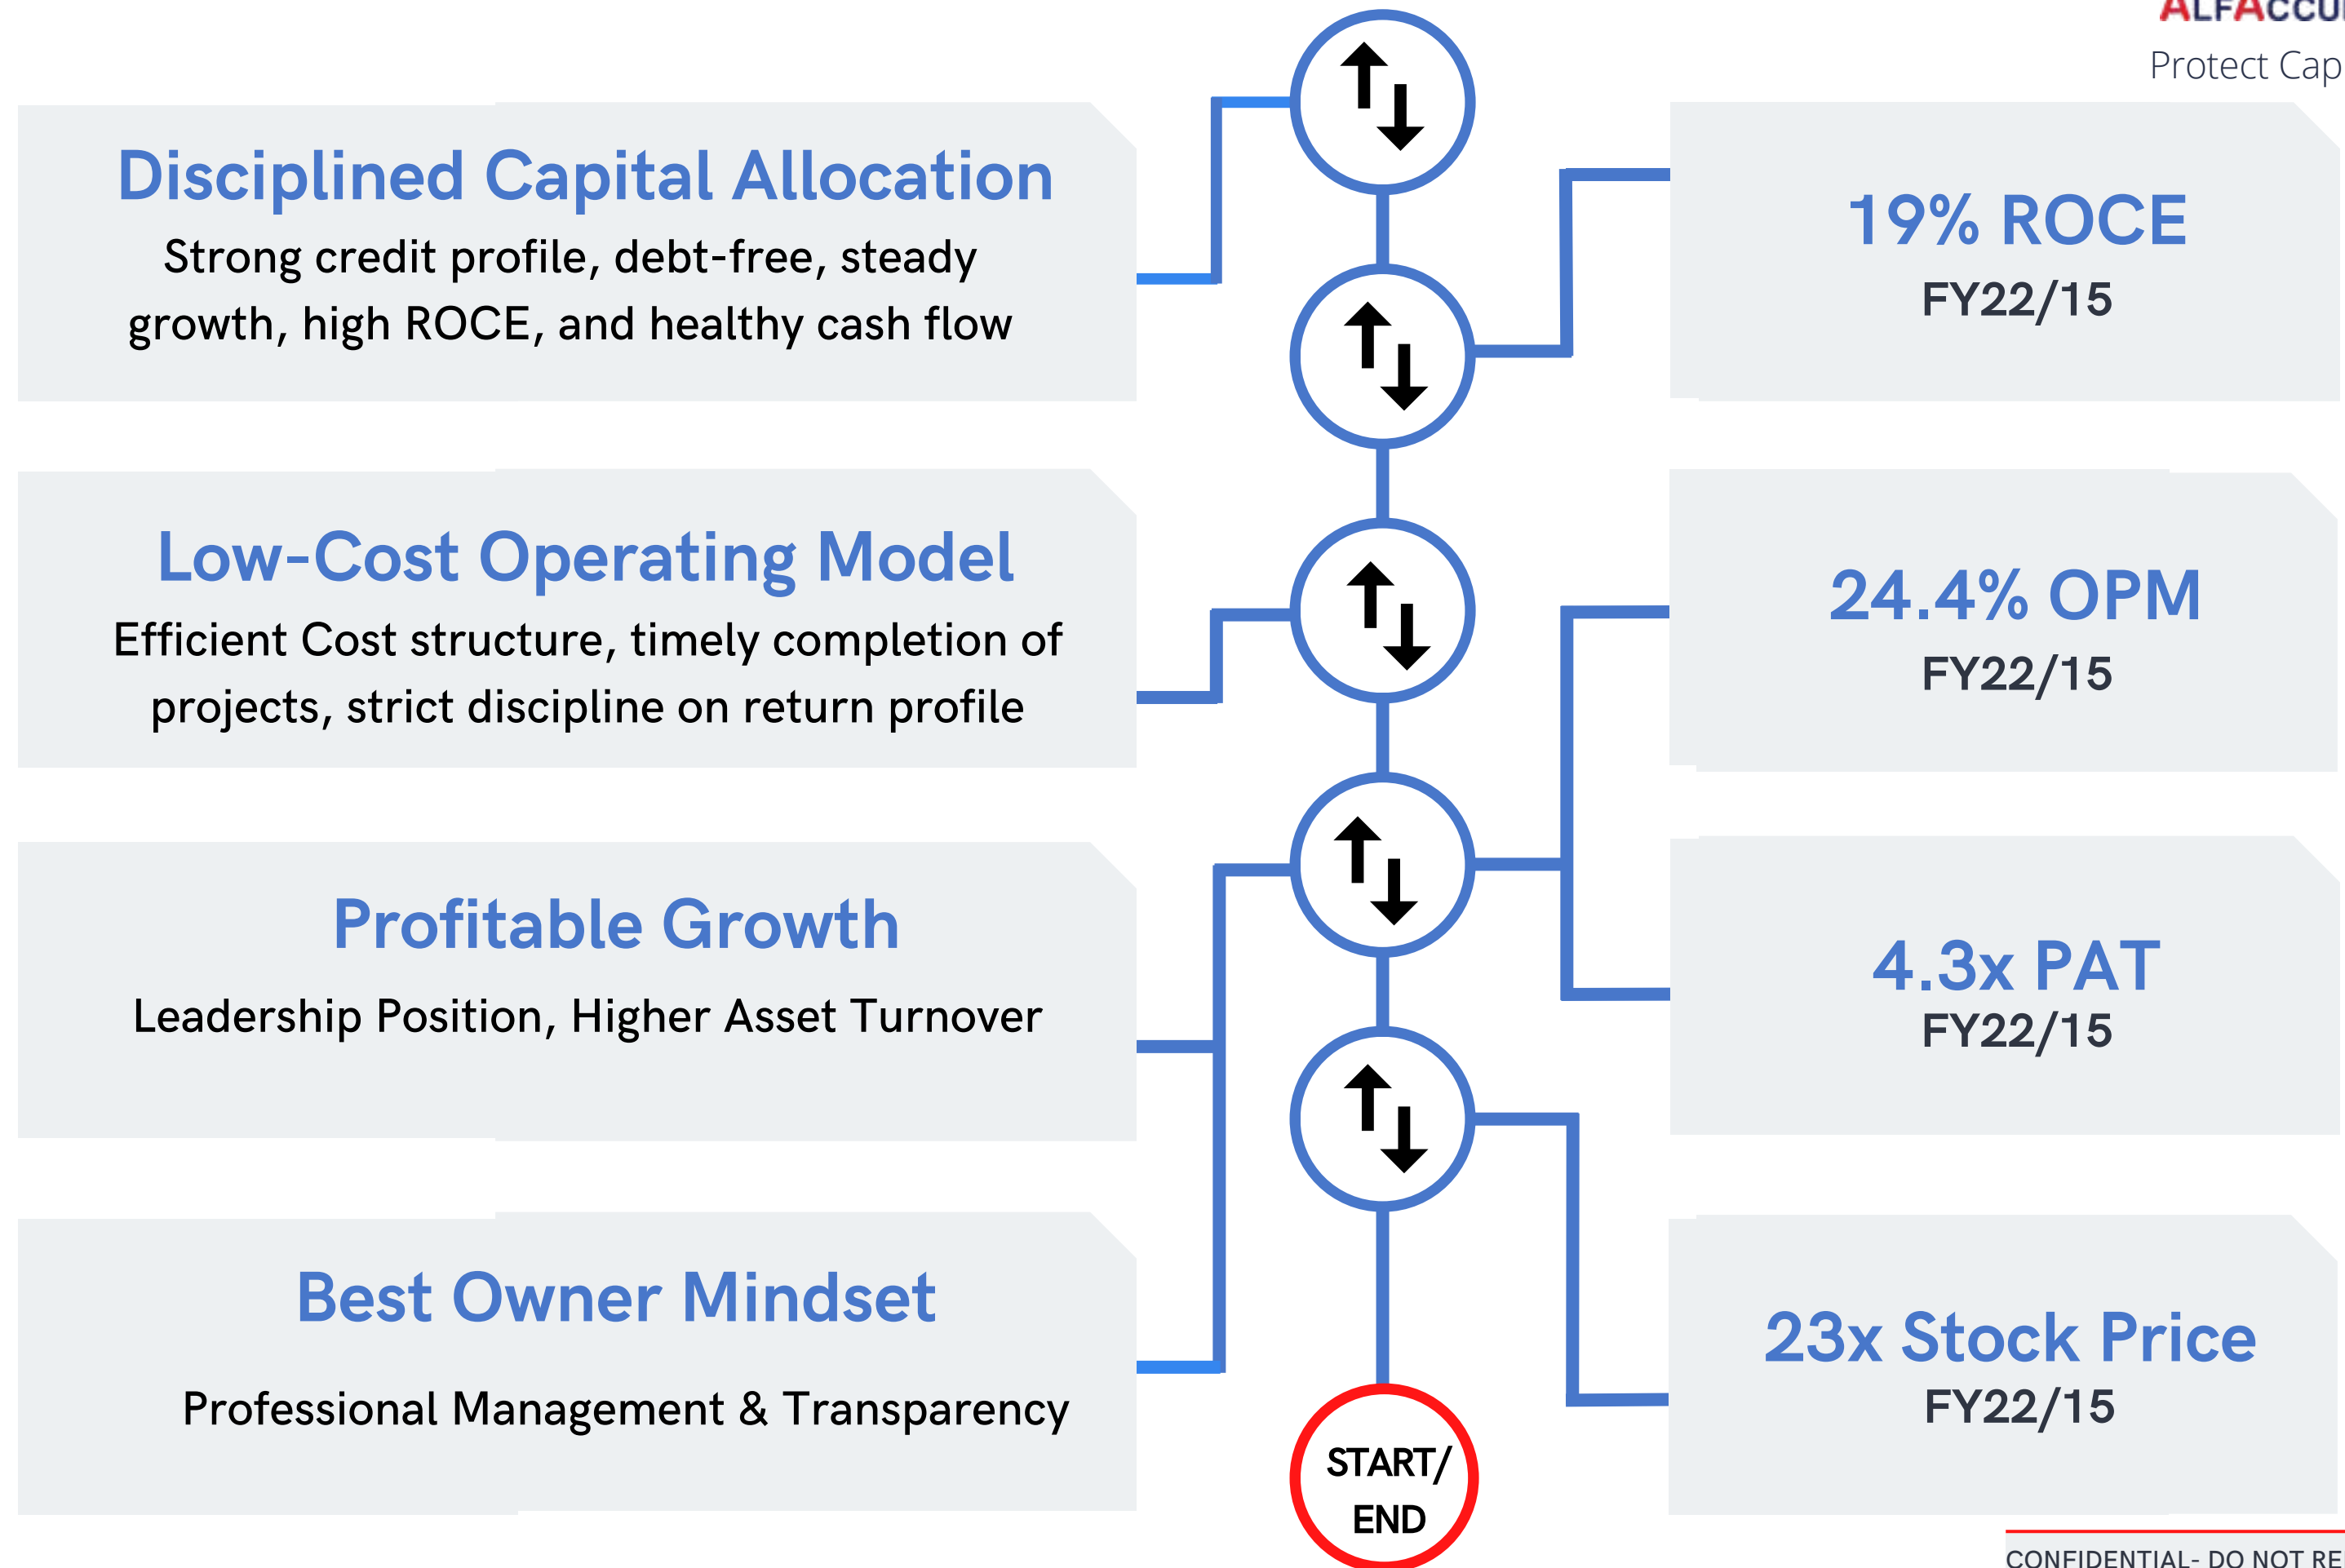 Protect
Disciplined Capital Allocation
Strong credit profile, debt-free, steady
growth, high ROCE, and healthy cash flow
19% ROCE
FY22/15
Low-Cost Operating Model
Efficient Cost structure, timely completion of
projects, strict discipline on return profile
24.4% OPM
FY22/15
Profitable Growth
Leadership Position, Higher Asset Turnover
4.3x PAT
FY22/15
Best Owner Mindset
Professional Management & Transparency
23x Stock Price
FY22/15
START/
END
CONFIDENTIAL- DO NOT